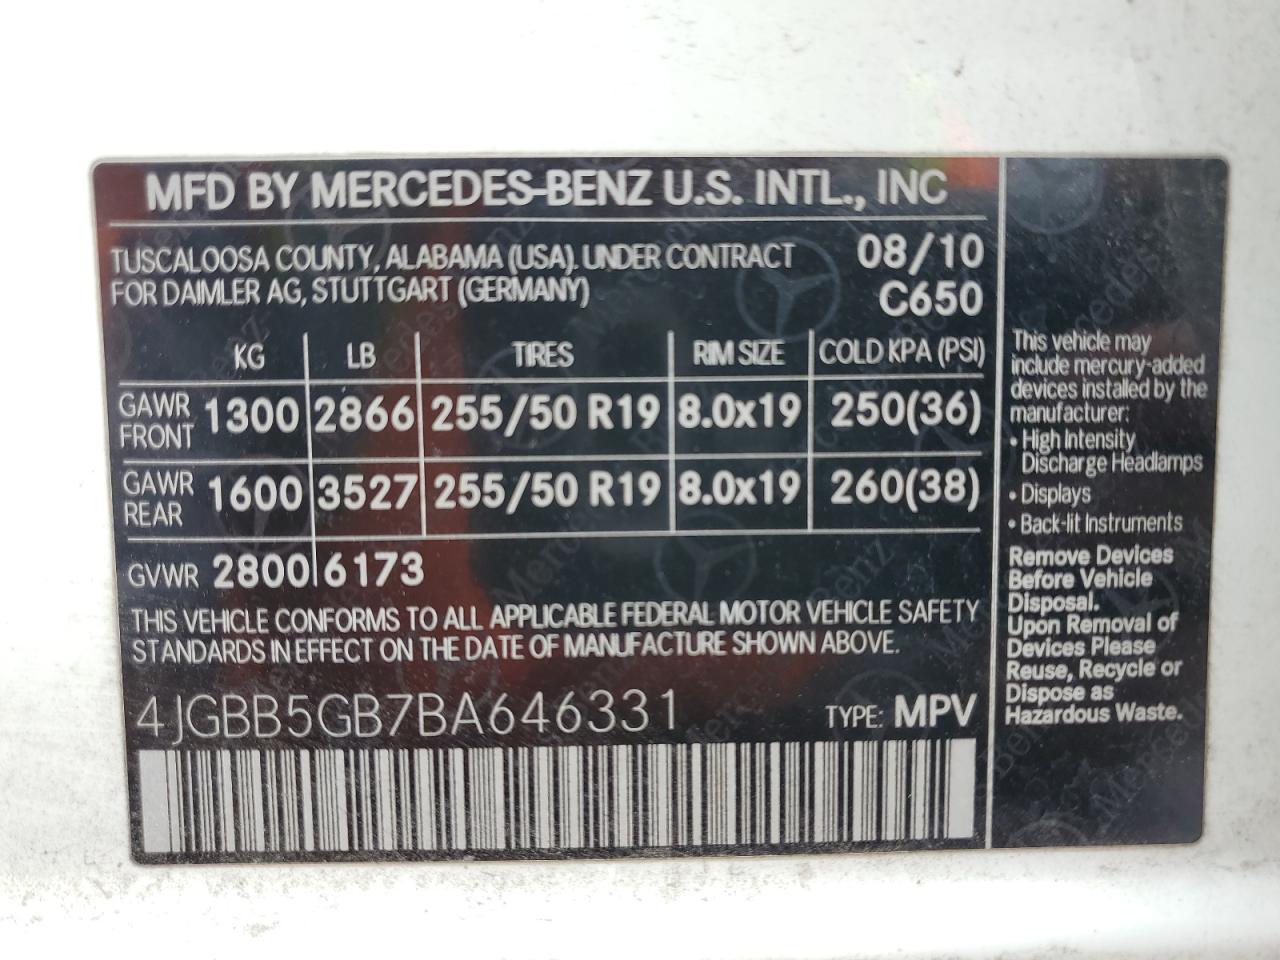 MFD BY MERCEDES-BENZ U.S. INTL., INC
TUSCALOOSA COUNTY, ALABAMA (USA). UNDER CONTRACT 08/10
FOR DAIMLER AG, STUTTGART (GERMANY) C650
KG LB TIRES RIM SIZE COLD KPA (PSI)
GAWR FRONT 1300 2866 255/50 R19 8.0x19 250(36)
GAWR REAR 1600 3527 255/50 R19 8.0x19 260(38)
GVWR 2800 6173
THIS VEHICLE CONFORMS TO ALL APPLICABLE FEDERAL MOTOR VEHICLE SAFETY
STANDARDS IN EFFECT ON THE DATE OF MANUFACTURE SHOWN ABOVE.
4JGBB5GB7BA646331 TYPE: MPV
This vehicle may
include mercury-added
devices installed by the
manufacturer:
• High Intensity
Discharge Headlamps
• Displays
• Back-lit Instruments
Remove Devices
Before Vehicle
Disposal.
Upon Removal of
Devices Please
Reuse, Recycle or
Dispose as
Hazardous Waste.